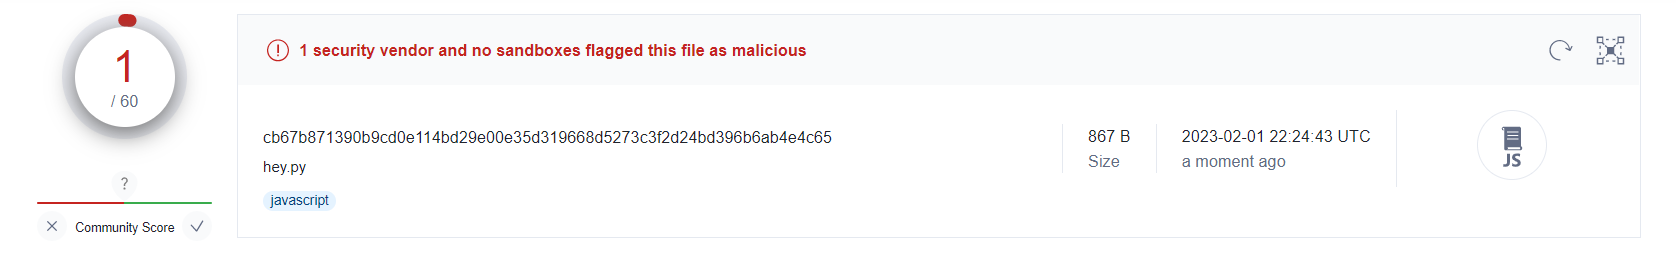 1
/ 60
?
Community Score
1 security vendor and no sandboxes flagged this file as malicious
cb67b871390b9cd0e114bd29e00e35d319668d5273c3f2d24bd396b6ab4e4c65
hey.py
javascript
867 B
Size
2023-02-01 22:24:43 UTC
a moment ago
JS